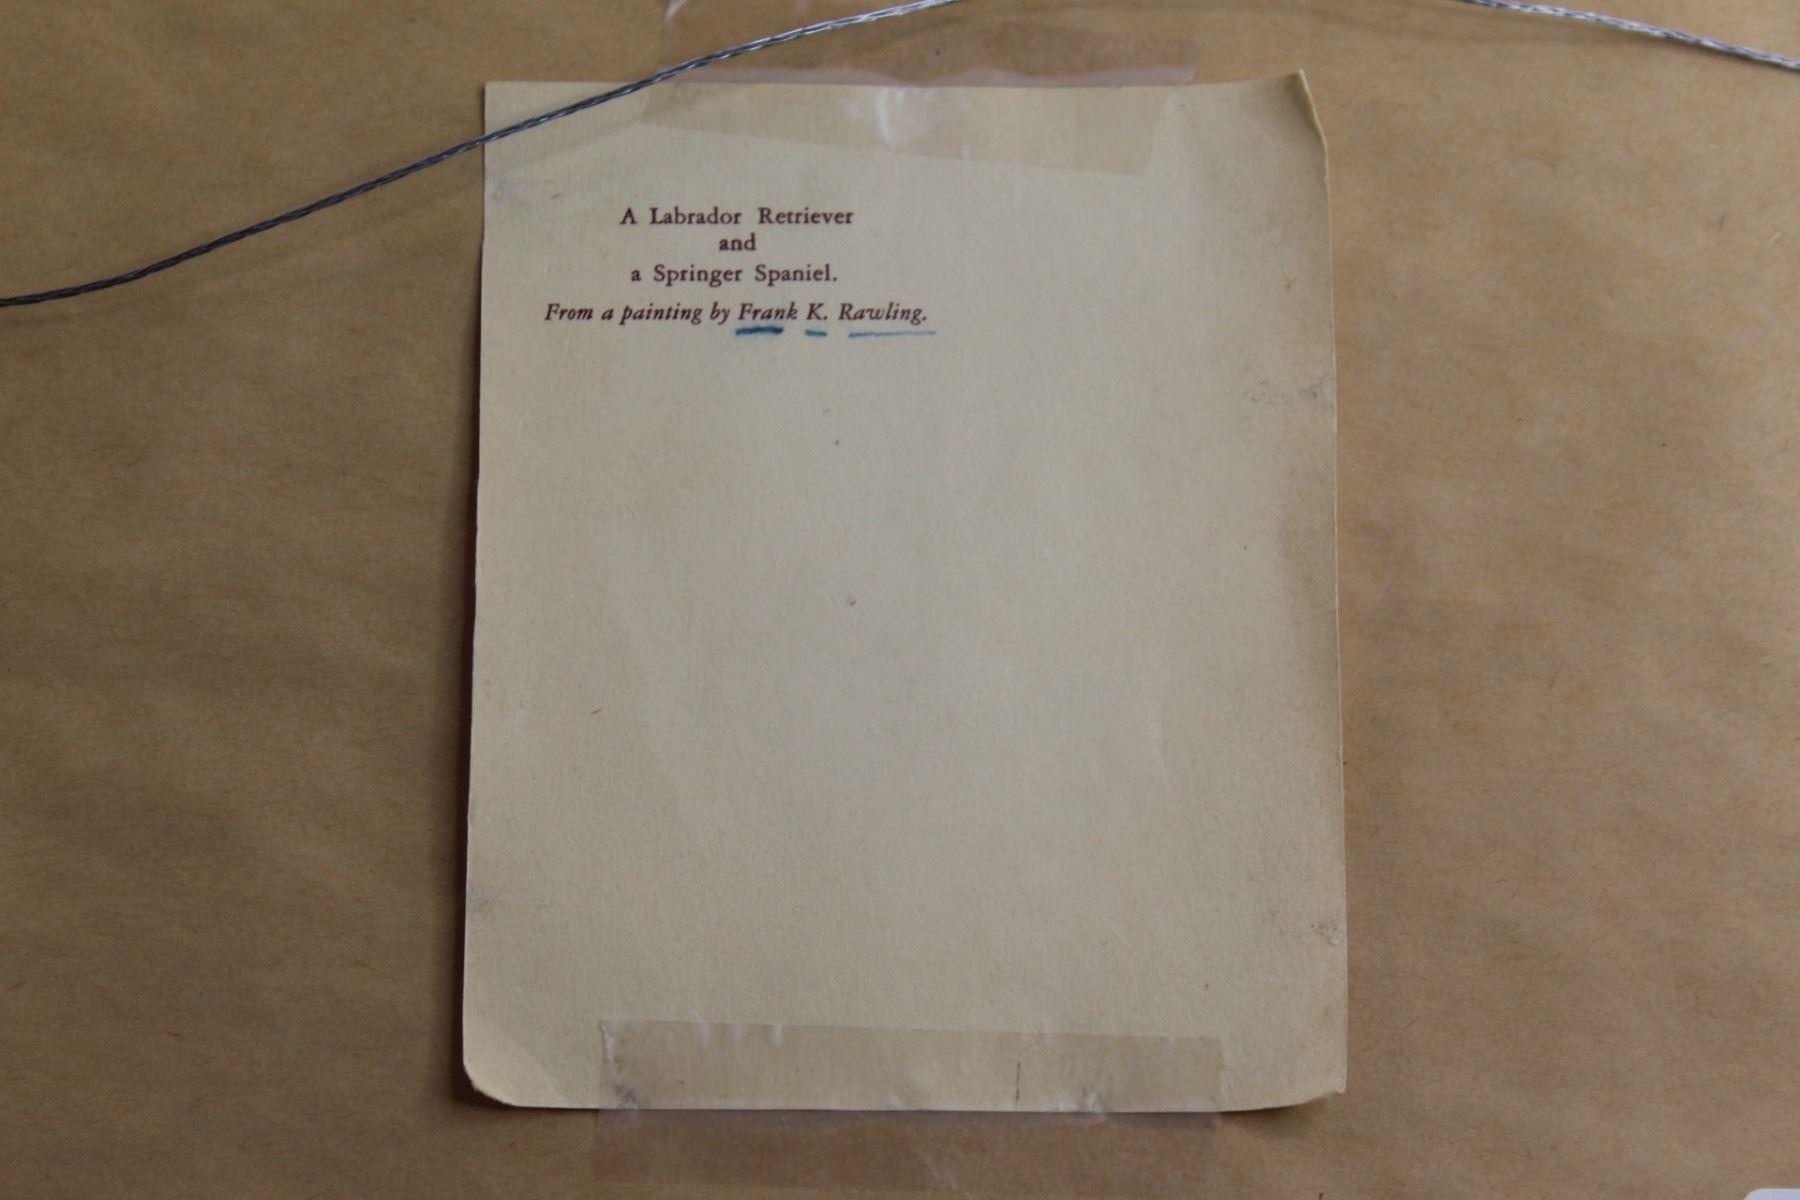 A Labrador Retriever
and
a Springer Spaniel.
From a painting by Frank K. Rawling.